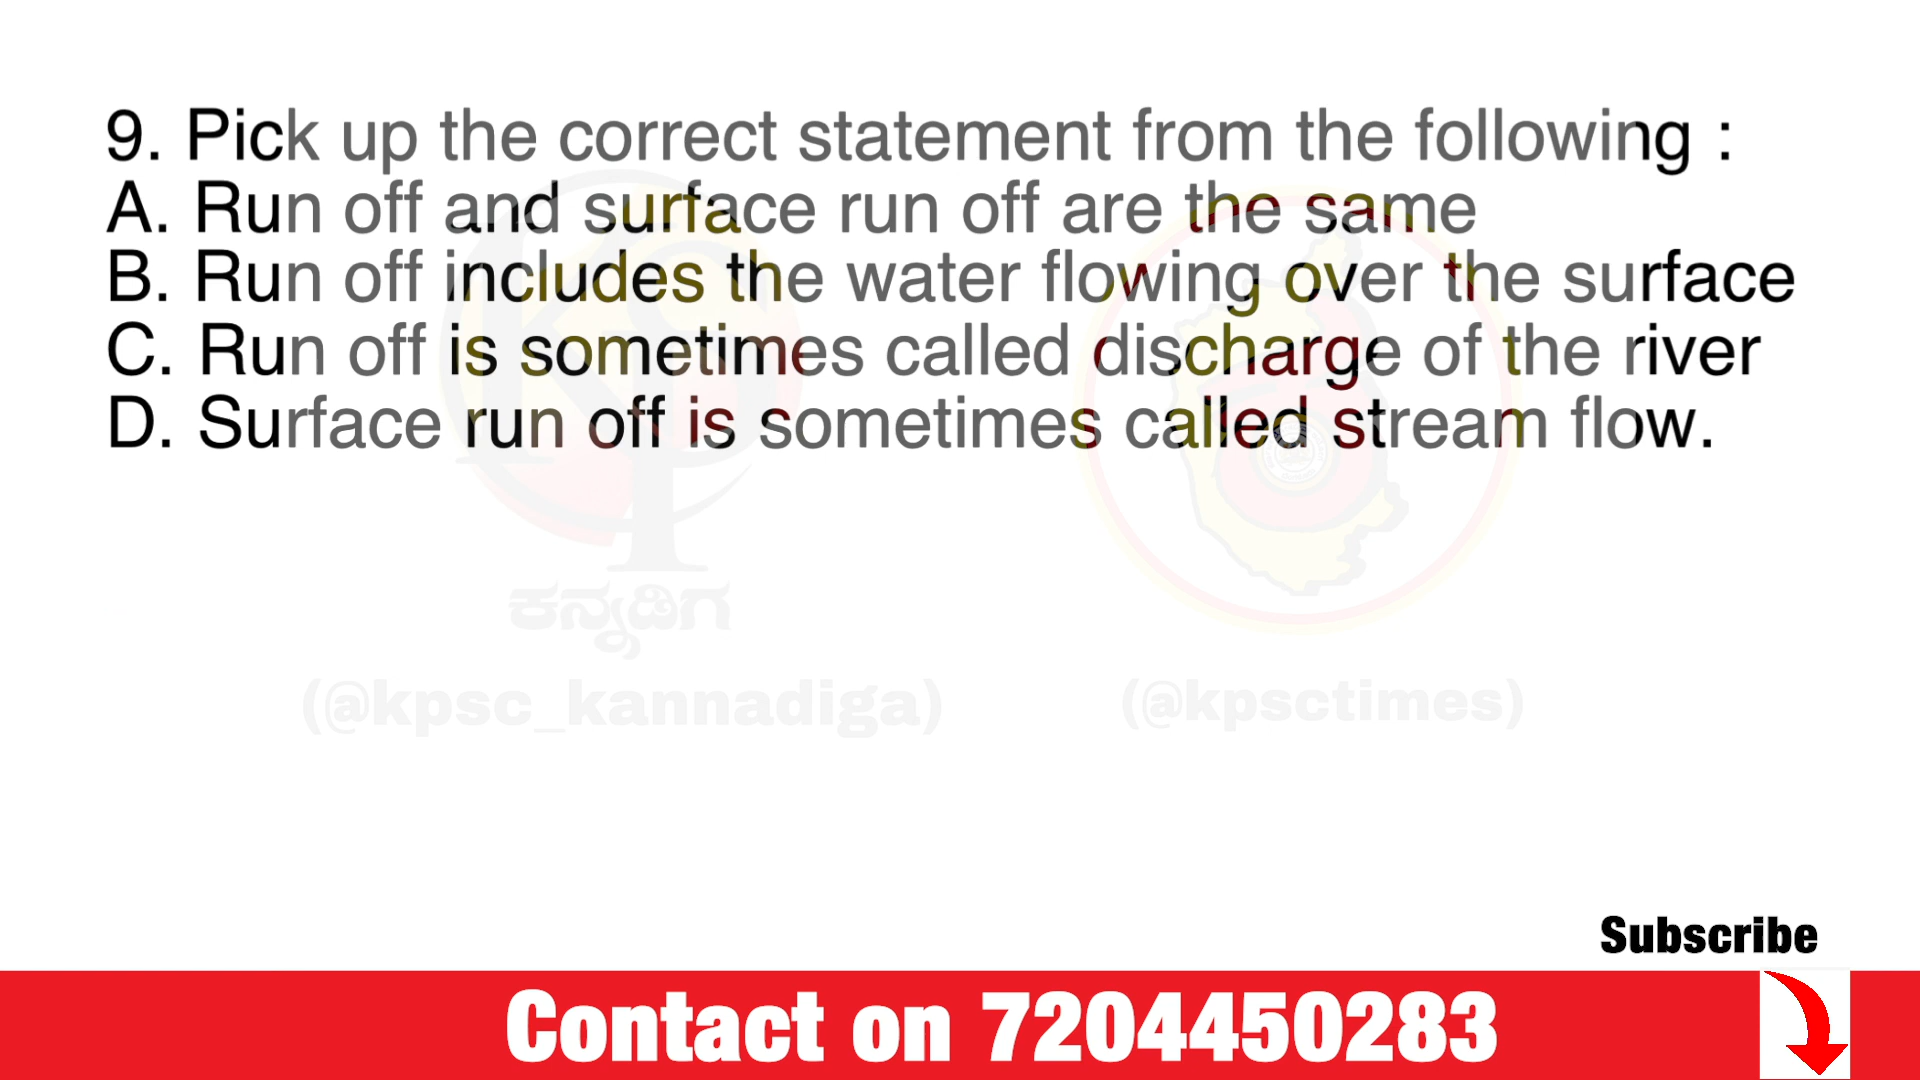 9. Pick up the correct statement from the following :
A. Run off and surface run off are the same
B. Run off includes the water flowing over the surface
C. Run off is sometimes called discharge of the river
D. Surface run off is sometimes called stream flow.
ಕನ್ನಡಿಗ
(@kpsc_kannadiga) (@kpsctimes)
Subscribe
Contact on 7204450283